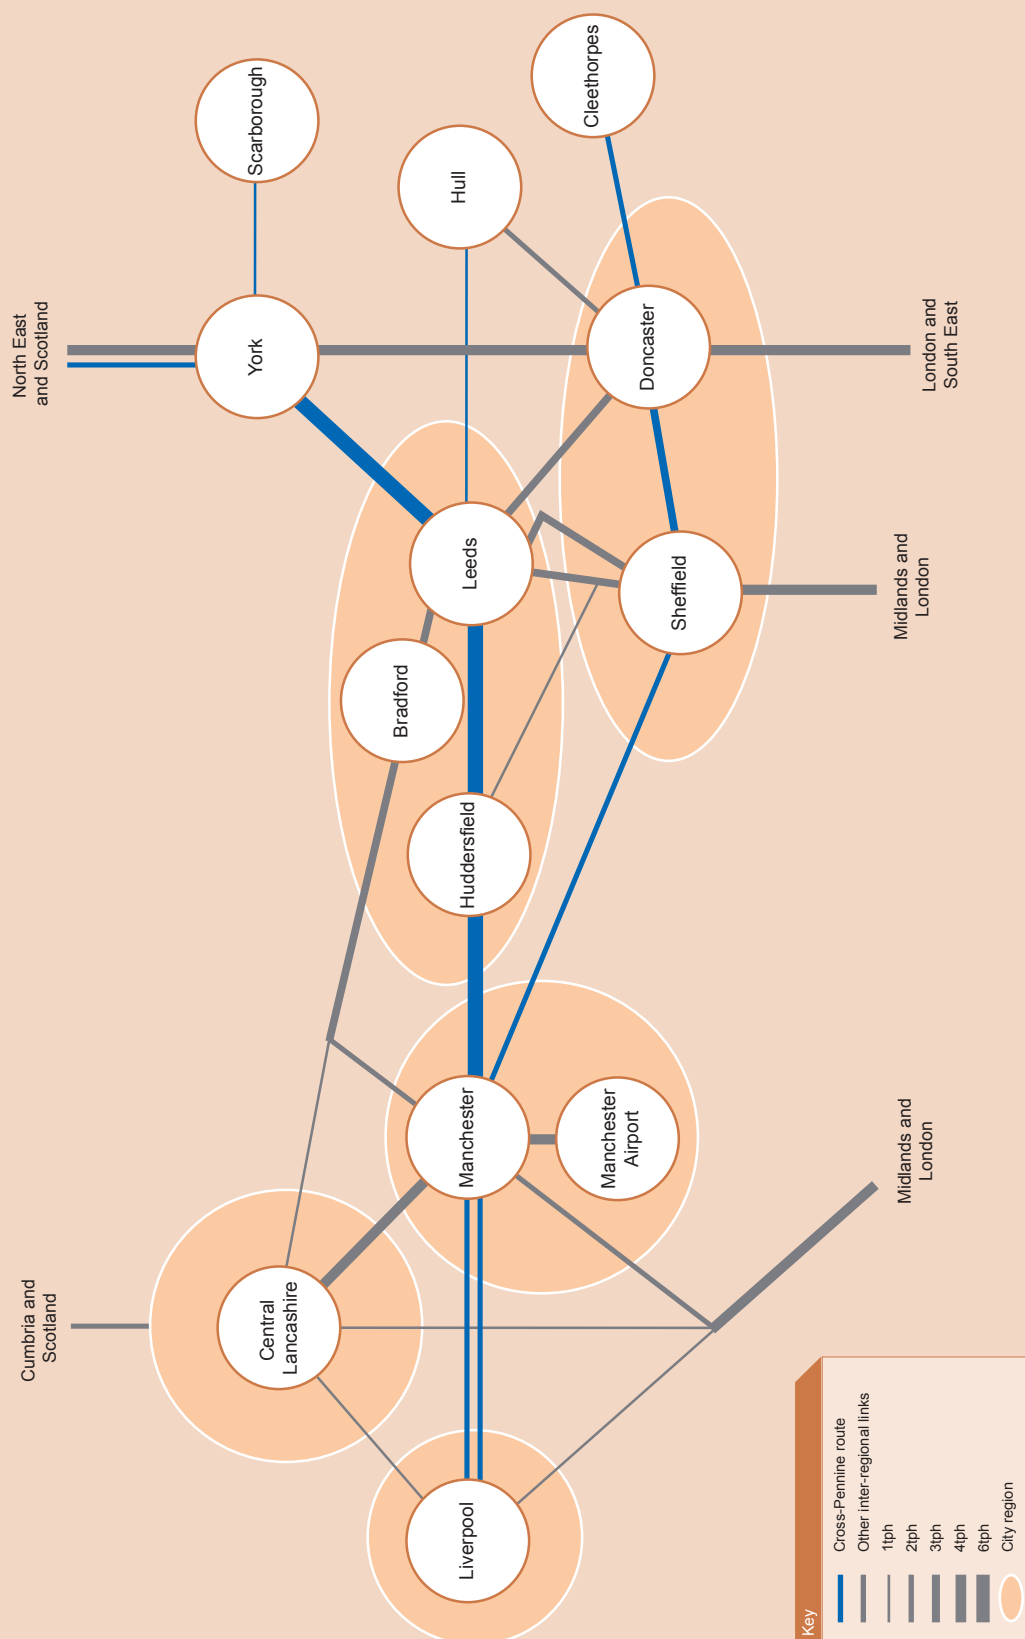 Cumbria and
Scotland
North East
and Scotland
Scarborough
York
Central
Lancashire
Bradford
Hull
Cleethorpes
Liverpool
Manchester
Huddersfield
Leeds
Manchester
Airport
Sheffield
Doncaster
Midlands and
London
Midlands and
London
London and
South East
Key
Cross-Pennine route
Other inter-regional links
1tph
2tph
3tph
4tph
6tph
City region